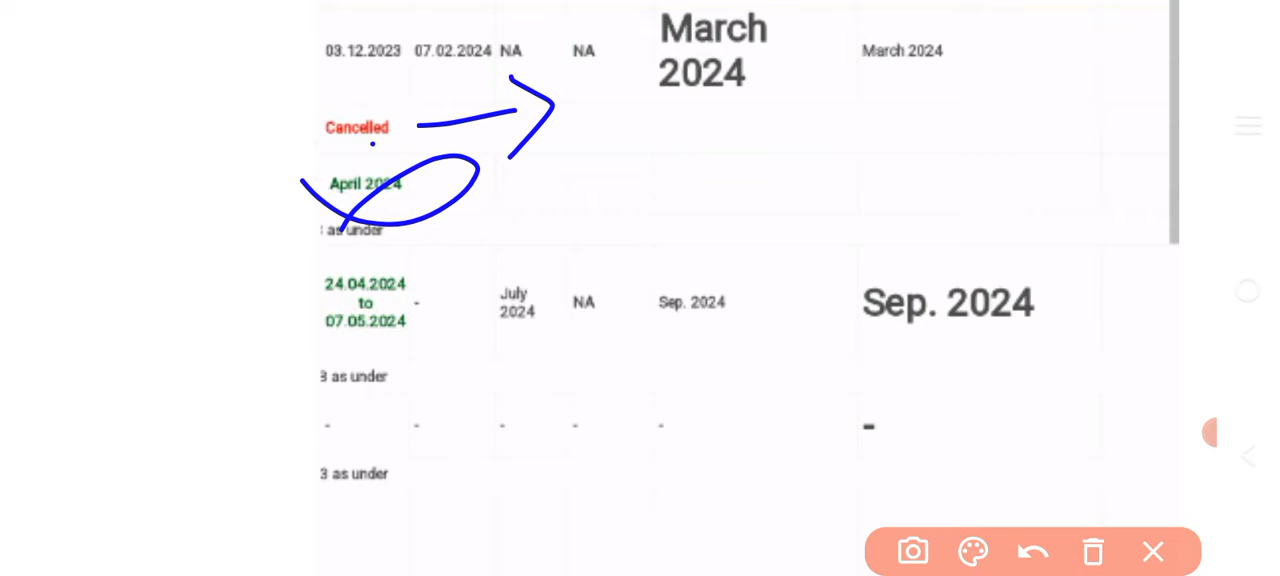 03.12.2023 07.02.2024 NA NA March 2024 March 2024
Cancelled
April 2024
as under
24.04.2024 to 07.05.2024 - July 2024 NA Sep. 2024 Sep. 2024
3 as under
- - - - - -
3 as under